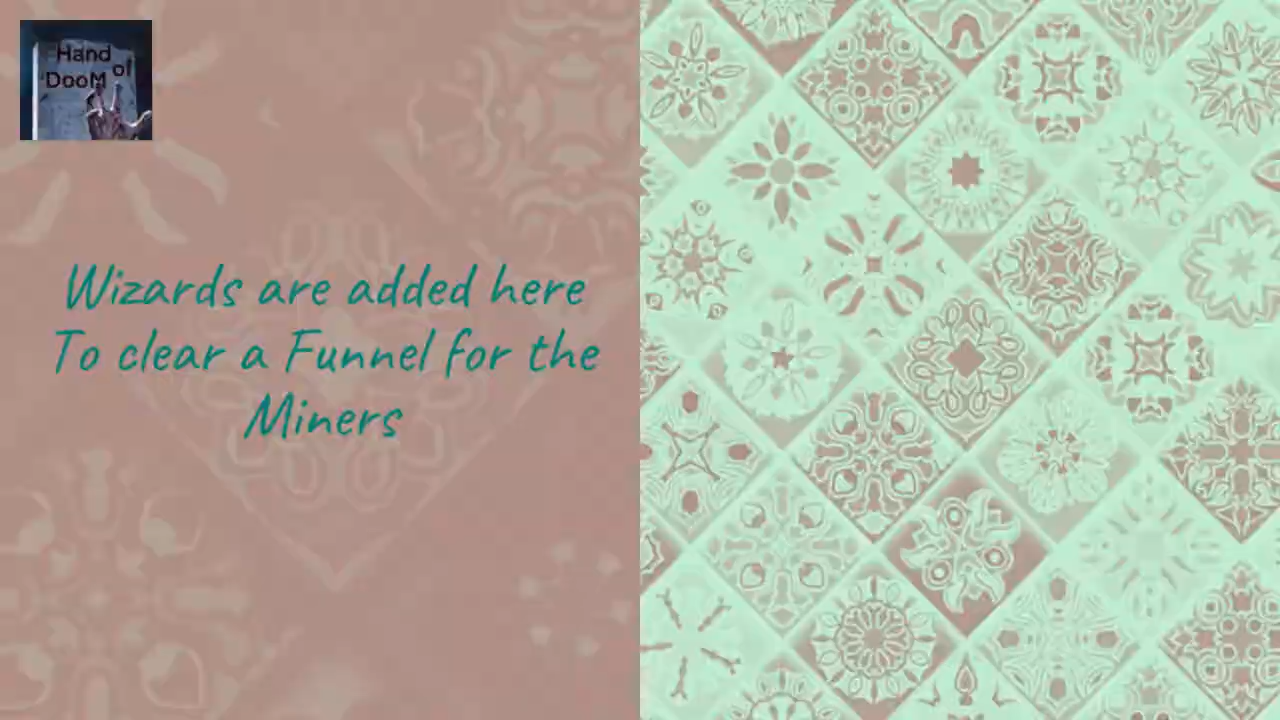 Hand of
DooM
Wizards are added here
To clear a Funnel for the
Miners